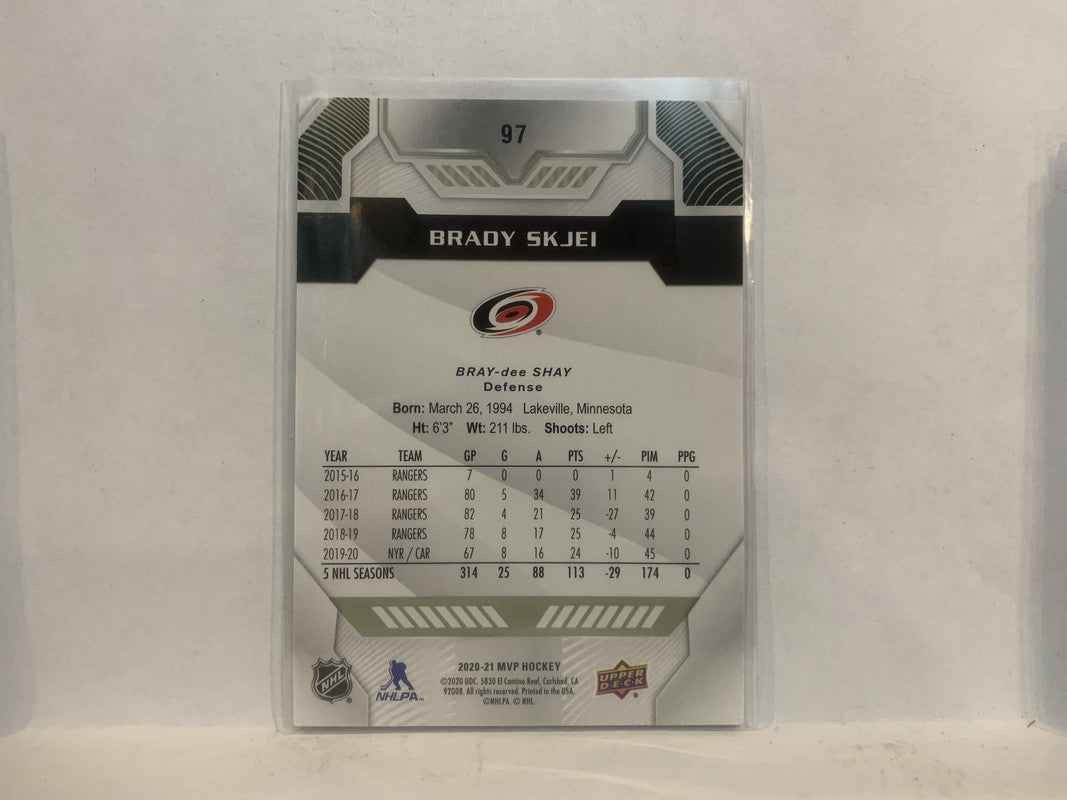 97
BRADY SKJEI
BRAY-dee SHAY
Defense
Born: March 26, 1994 Lakeville, Minnesota
Ht: 6'3" Wt: 211 lbs. Shoots: Left
YEAR TEAM GP G A PTS +/- PIM PPG
2015-16 RANGERS 7 0 0 0 1 4 0
2016-17 RANGERS 80 5 34 39 11 42 0
2017-18 RANGERS 82 4 21 25 -27 39 0
2018-19 RANGERS 78 8 17 25 -4 44 0
2019-20 NYR / CAR 67 8 16 24 -10 45 0
5 NHL SEASONS 314 25 88 113 -29 174 0
2020-21 MVP HOCKEY
©2020 UDC. 5830 El Camino Real, Carlsbad, CA
92008. All rights reserved. Printed in the USA.
©NHLPA. © NHL.
NHL ®
NHLPA™
UPPER
DECK ®